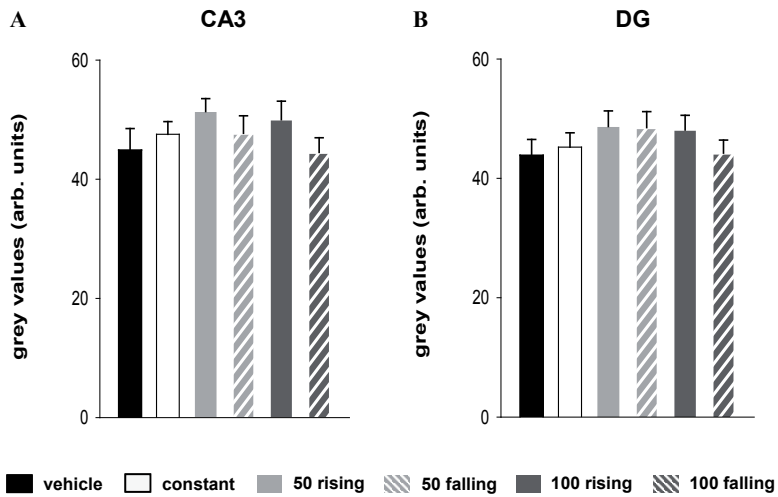 A
CA3
grey values (arb. units)
60
40
20
0
B
DG
grey values (arb. units)
60
40
20
0
vehicle constant 50 rising 50 falling 100 rising 100 falling